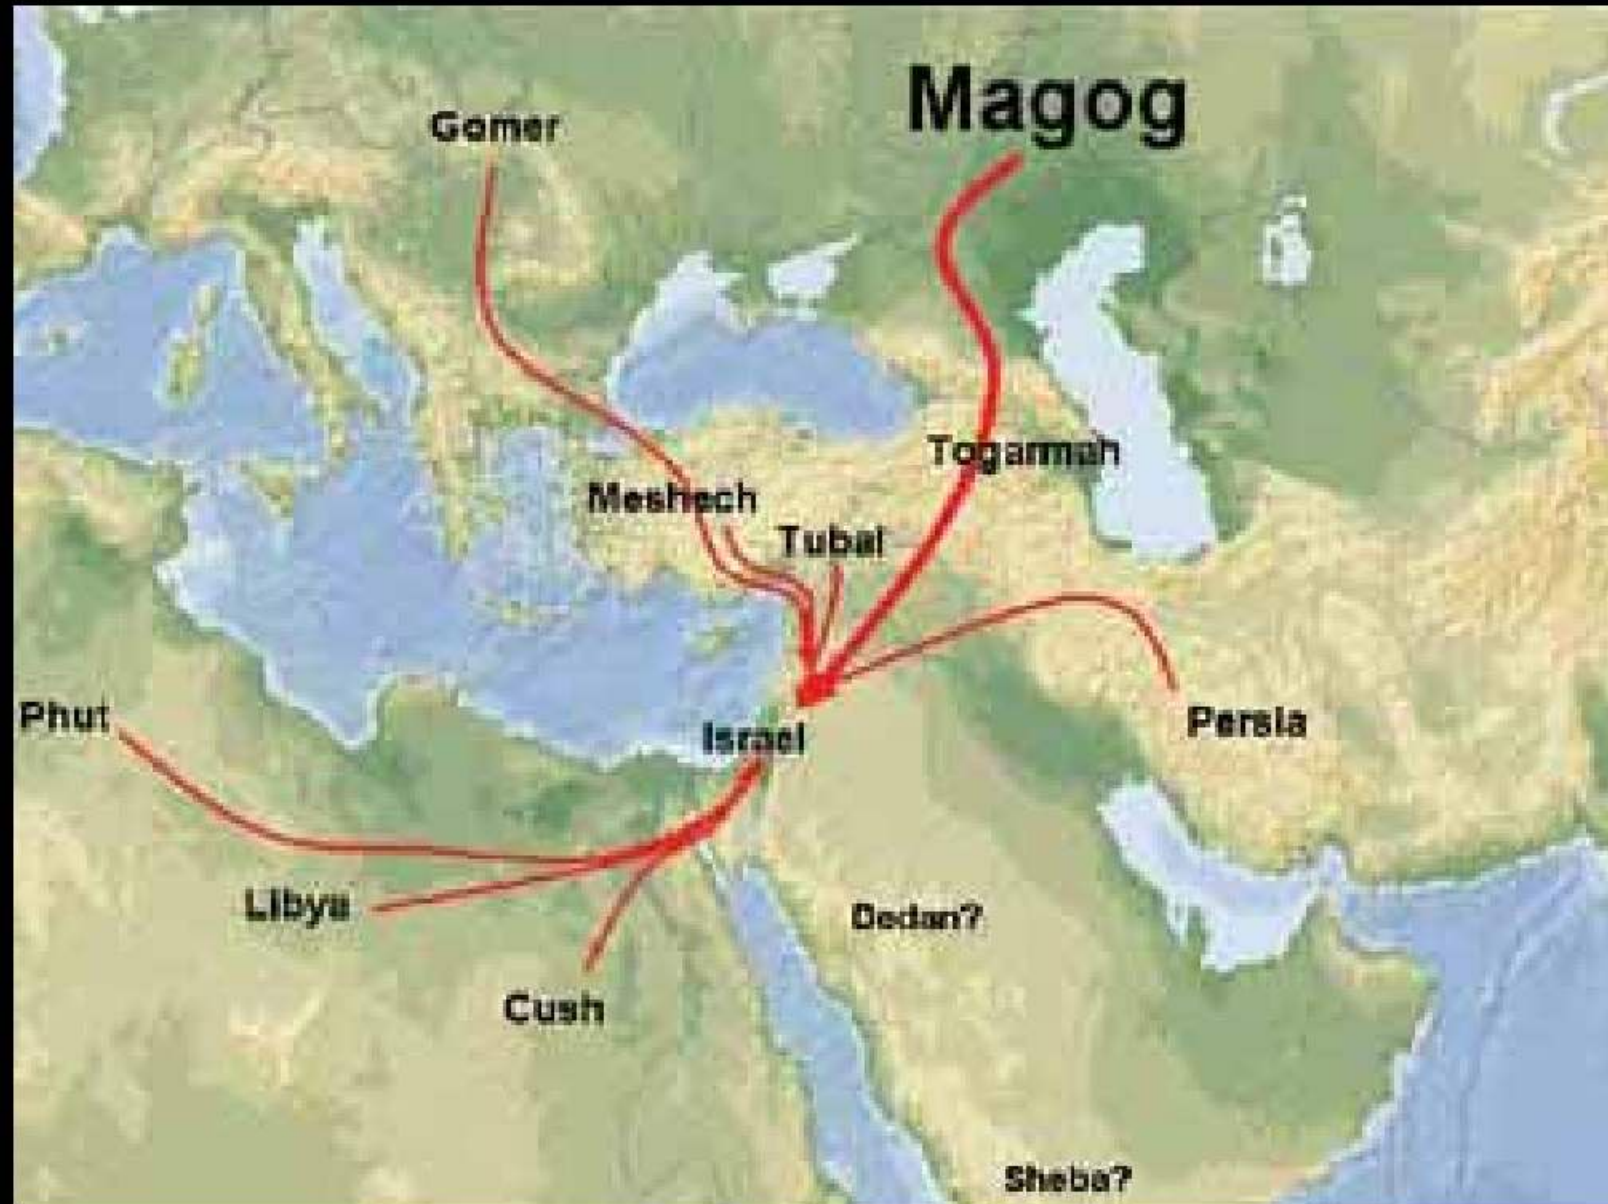 Magog
Gomer
Togarmah
Meshech
Tubal
Phut
Persia
Israel
Libya
Dedan?
Cush
Sheba?